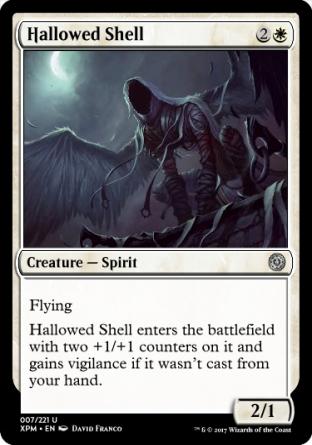 Hallowed Shell 2
Creature — Spirit
Flying
Hallowed Shell enters the battlefield
with two +1/+1 counters on it and
gains vigilance if it wasn't cast from
your hand.
2/1
007/221 U
XPM • EN DAVID FRANCO ™ & © 2017 Wizards of the Coast